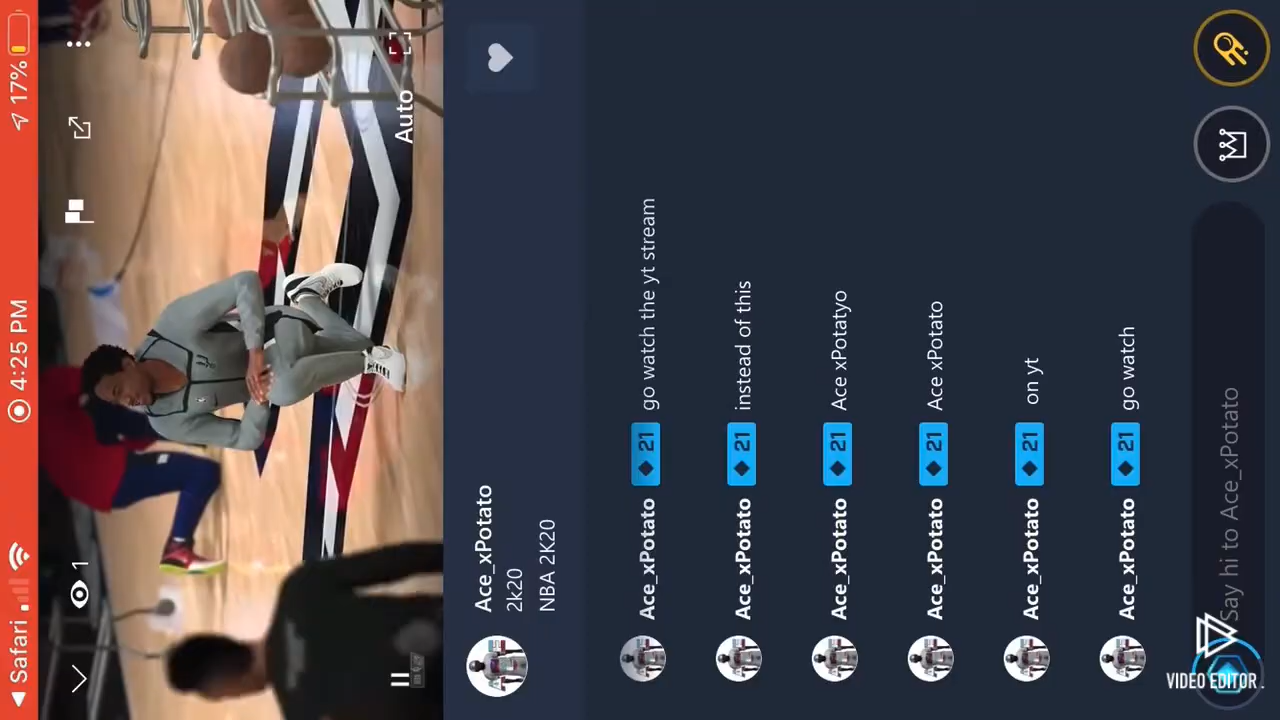 ◀ Safari
4:25 PM
17%
1
Auto
Ace_xPotato
2k20
NBA 2K20
Ace_xPotato 21 go watch the yt stream
Ace_xPotato 21 instead of this
Ace_xPotato 21 Ace xPotatyo
Ace_xPotato 21 Ace xPotato
Ace_xPotato 21 on yt
Ace_xPotato 21 go watch
Say hi to Ace_xPotato
VIDEO EDITOR